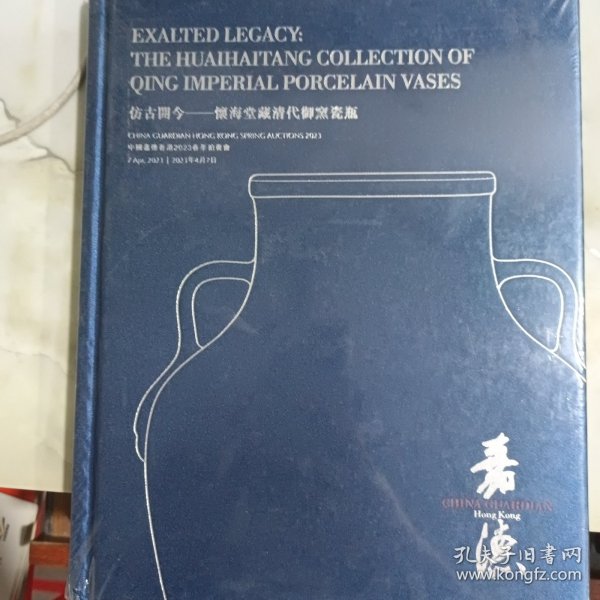 EXALTED LEGACY:
THE HUAIHAITANG COLLECTION OF
QING IMPERIAL PORCELAIN VASES
仿古開今——懷海堂藏清代御窯瓷瓶
CHINA GUARDIAN HONG KONG SPRING AUCTIONS 2021
中國嘉德香港2021春季拍賣會
7 Apr, 2021 | 2021年4月7日
嘉
CHINA GUARDIAN
Hong Kong
德
孔夫子旧书网
www.kongfz.com